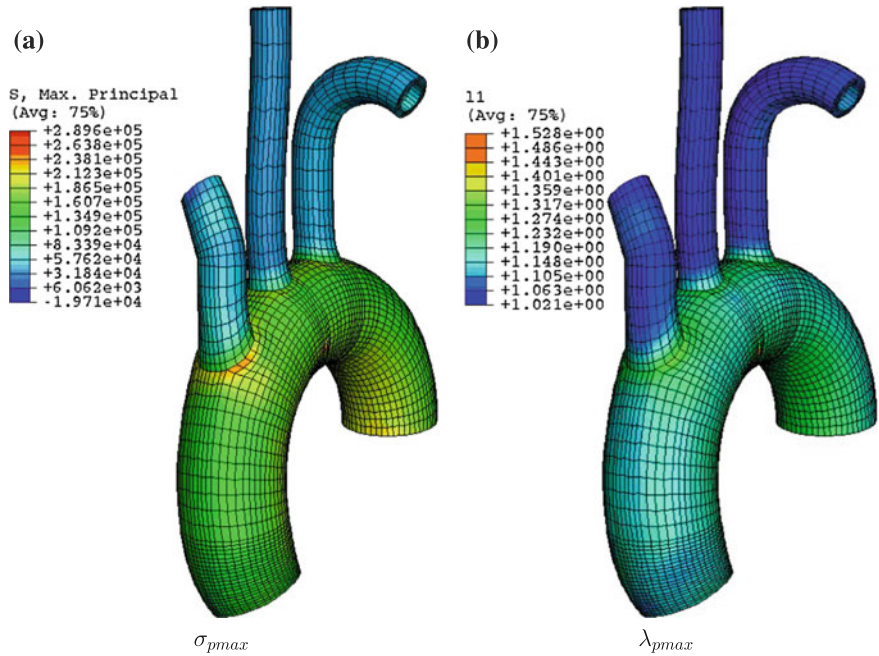 (a)
S, Max. Principal
(Avg: 75%)
+2.896e+05
+2.638e+05
+2.381e+05
+2.123e+05
+1.865e+05
+1.607e+05
+1.349e+05
+1.092e+05
+8.339e+04
+5.762e+04
+3.184e+04
+6.062e+03
-1.971e+04
σpmax
(b)
l1
(Avg: 75%)
+1.528e+00
+1.486e+00
+1.443e+00
+1.401e+00
+1.359e+00
+1.317e+00
+1.274e+00
+1.232e+00
+1.190e+00
+1.148e+00
+1.105e+00
+1.063e+00
+1.021e+00
λpmax